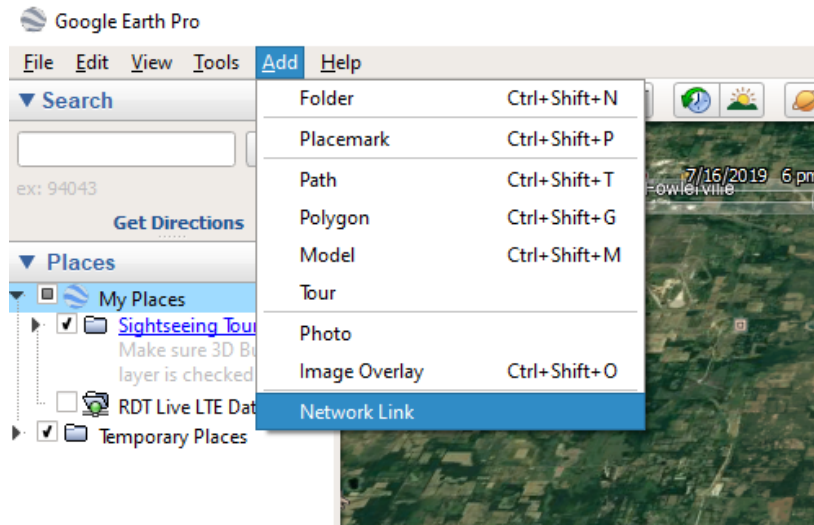 Google Earth Pro
File Edit View Tools Add Help
Search
ex: 94043
Get Directions
Places
My Places
Sightseeing Tour
Make sure 3D Bu
layer is checked
RDT Live LTE Dat
Temporary Places
Folder Ctrl+Shift+N
Placemark Ctrl+Shift+P
Path Ctrl+Shift+T
Polygon Ctrl+Shift+G
Model Ctrl+Shift+M
Tour
Photo
Image Overlay Ctrl+Shift+O
Network Link
7/16/2019 6 pm